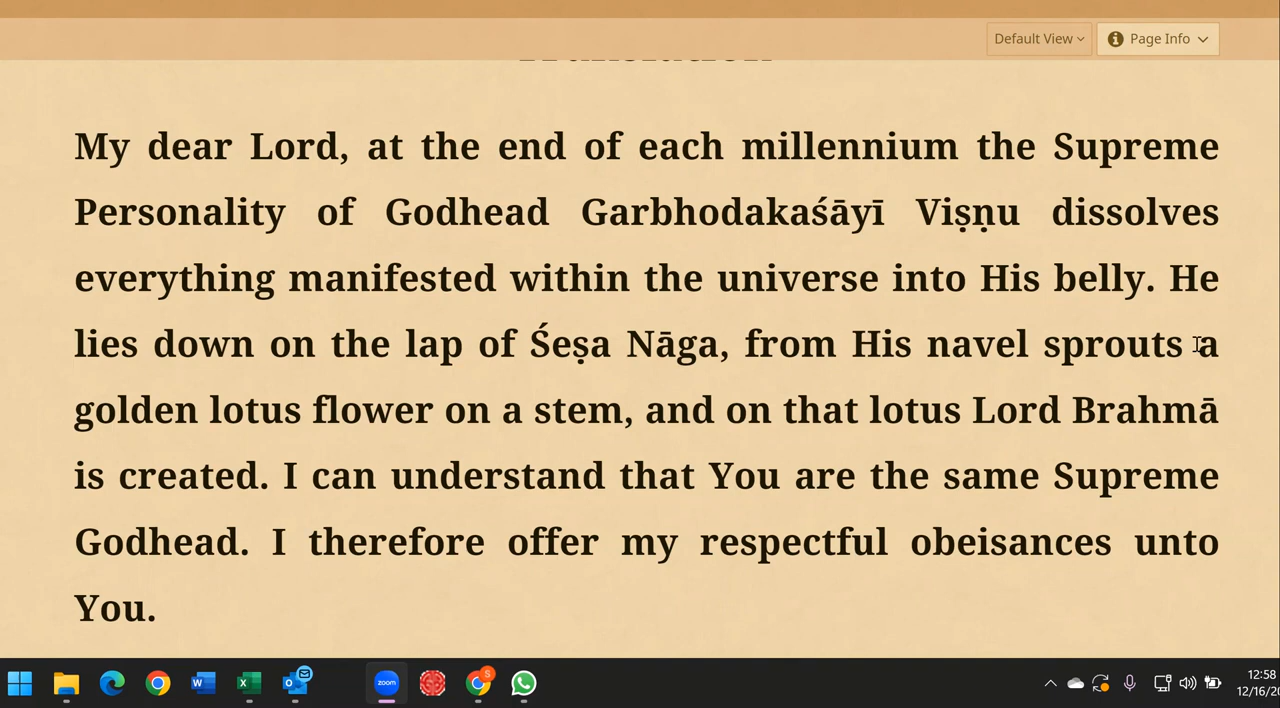 Default View
Page Info
My dear Lord, at the end of each millennium the Supreme
Personality of Godhead Garbhodakaśāyī Viṣṇu dissolves
everything manifested within the universe into His belly. He
lies down on the lap of Śeṣa Nāga, from His navel sprouts a
golden lotus flower on a stem, and on that lotus Lord Brahmā
is created. I can understand that You are the same Supreme
Godhead. I therefore offer my respectful obeisances unto
You.
zoom
S
12:58